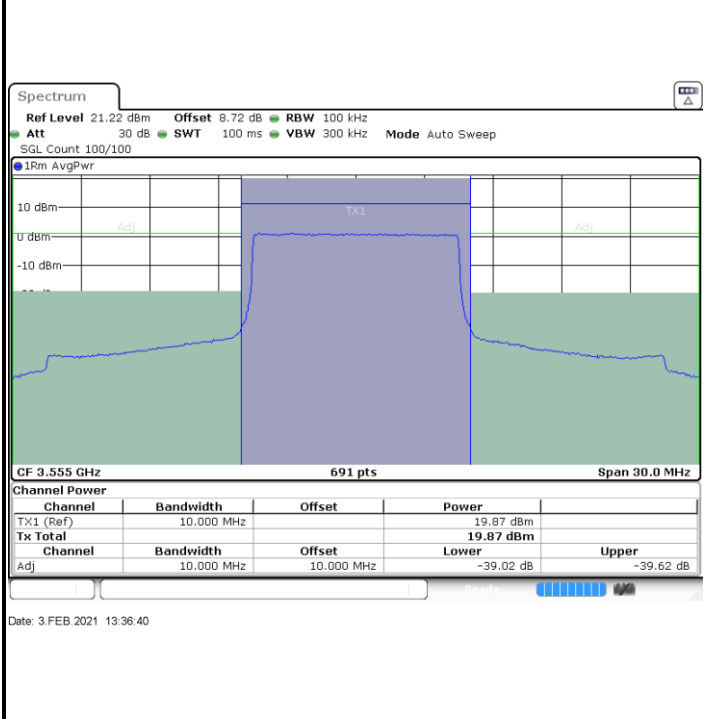 Spectrum
Ref Level 21.22 dBm Offset 8.72 dB RBW 100 kHz
Att 30 dB SWT 100 ms VBW 300 kHz Mode Auto Sweep
SGL Count 100/100
1Rm AvgPwr
10 dBm
TX1
Adj Adj
0 dBm
-10 dBm
CF 3.555 GHz 691 pts Span 30.0 MHz
Channel Power
Channel Bandwidth Offset Power
TX1 (Ref) 10.000 MHz 19.87 dBm
Tx Total 19.87 dBm
Channel Bandwidth Offset Lower Upper
Adj 10.000 MHz 10.000 MHz -39.02 dB -39.62 dB
Ready
Date: 3.FEB.2021 13:36:40